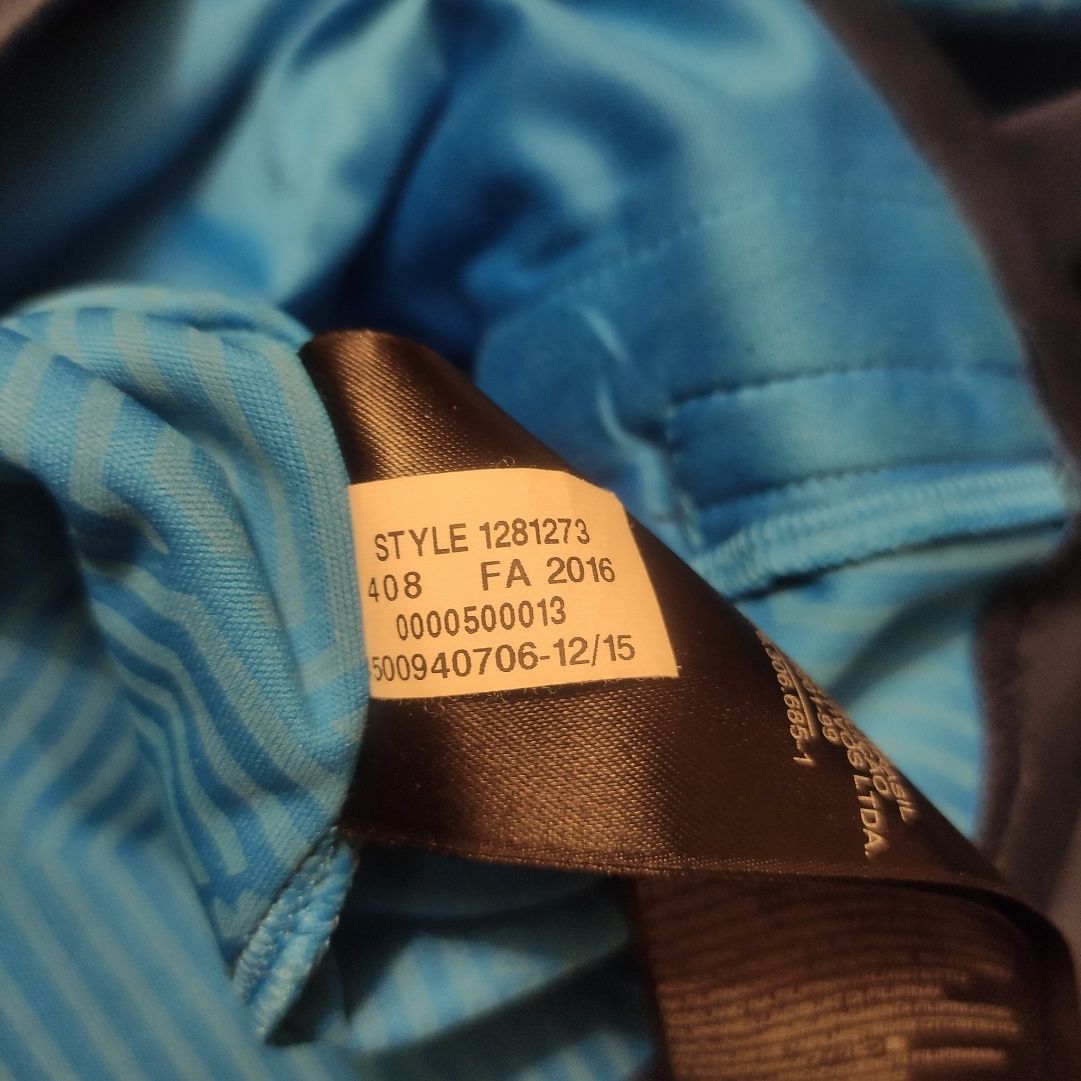 STYLE 1281273
408 FA 2016
0000500013
500940706-12/15
LTDA.